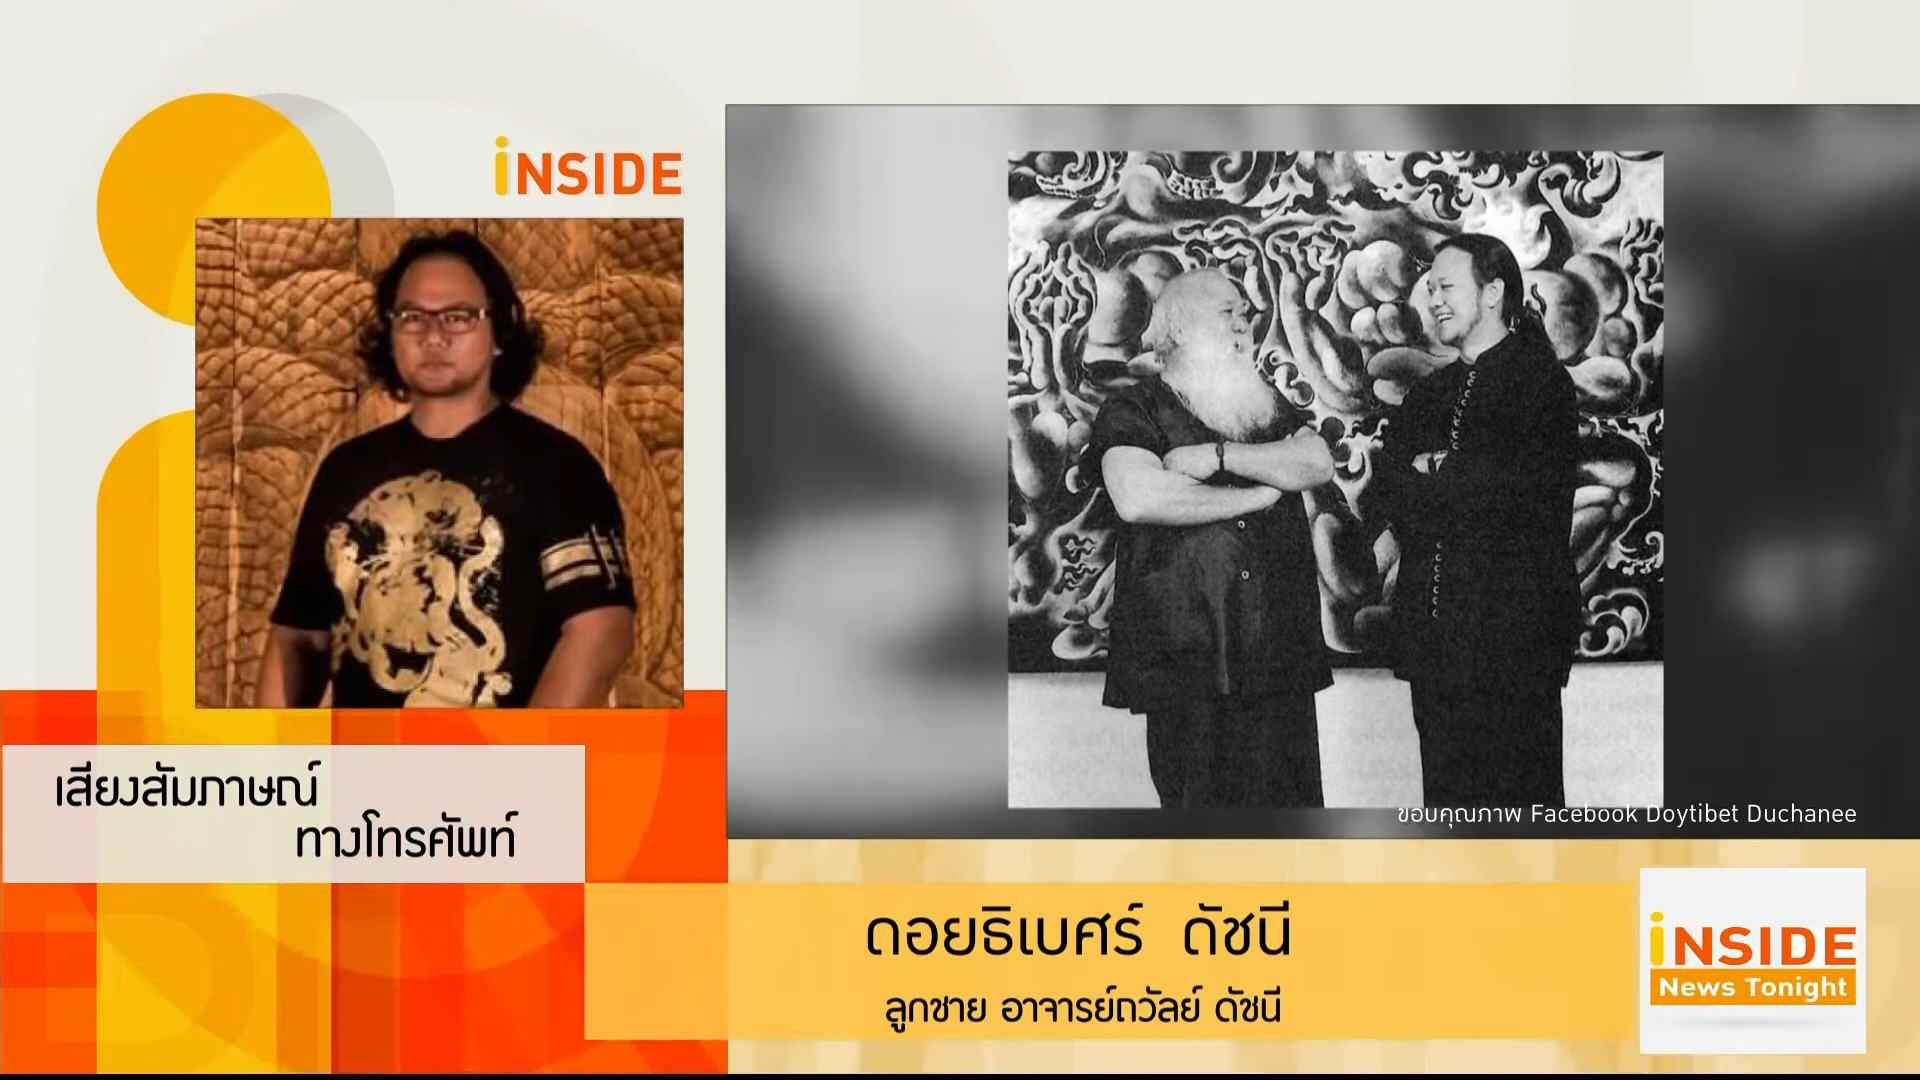 iNSIDE
เสียงสัมภาษณ์
ทางโทรศัพท์
ขอบคุณภาพ Facebook Doytibet Duchanee
ดอยธิเบศร์ ดัชนี
ลูกชาย อาจารย์ถวัลย์ ดัชนี
iNSIDE
News Tonight